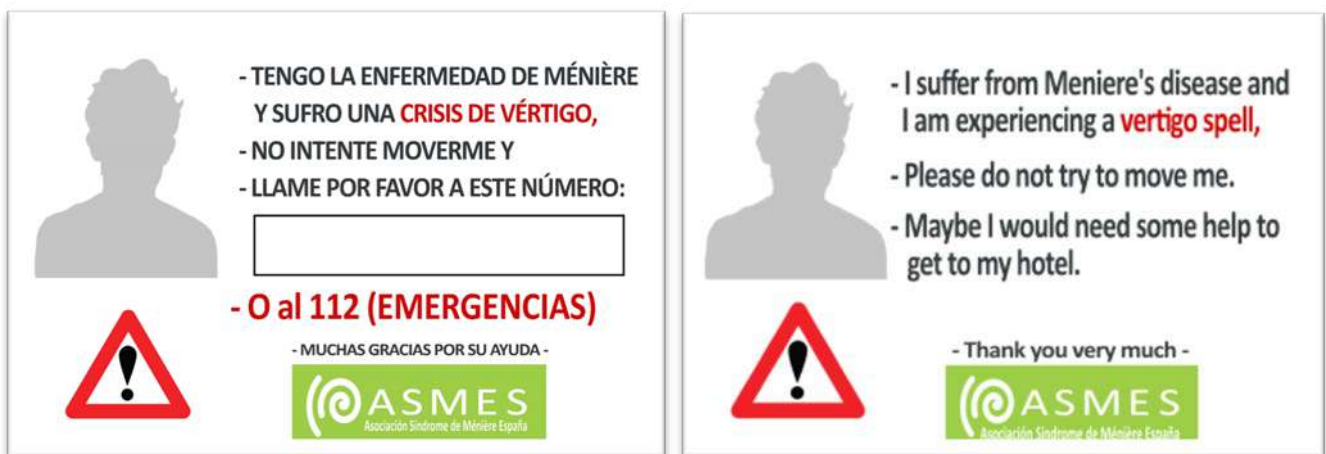 - TENGO LA ENFERMEDAD DE MÉNIÈRE
Y SUFRO UNA CRISIS DE VÉRTIGO,
- NO INTENTE MOVERME Y
- LLAME POR FAVOR A ESTE NÚMERO:
- O al 112 (EMERGENCIAS)
- MUCHAS GRACIAS POR SU AYUDA -
ASMES
Asociación Síndrome de Ménière España
- I suffer from Meniere's disease and
I am experiencing a vertigo spell,
- Please do not try to move me.
- Maybe I would need some help to
get to my hotel.
- Thank you very much -
ASMES
Asociación Síndrome de Ménière España